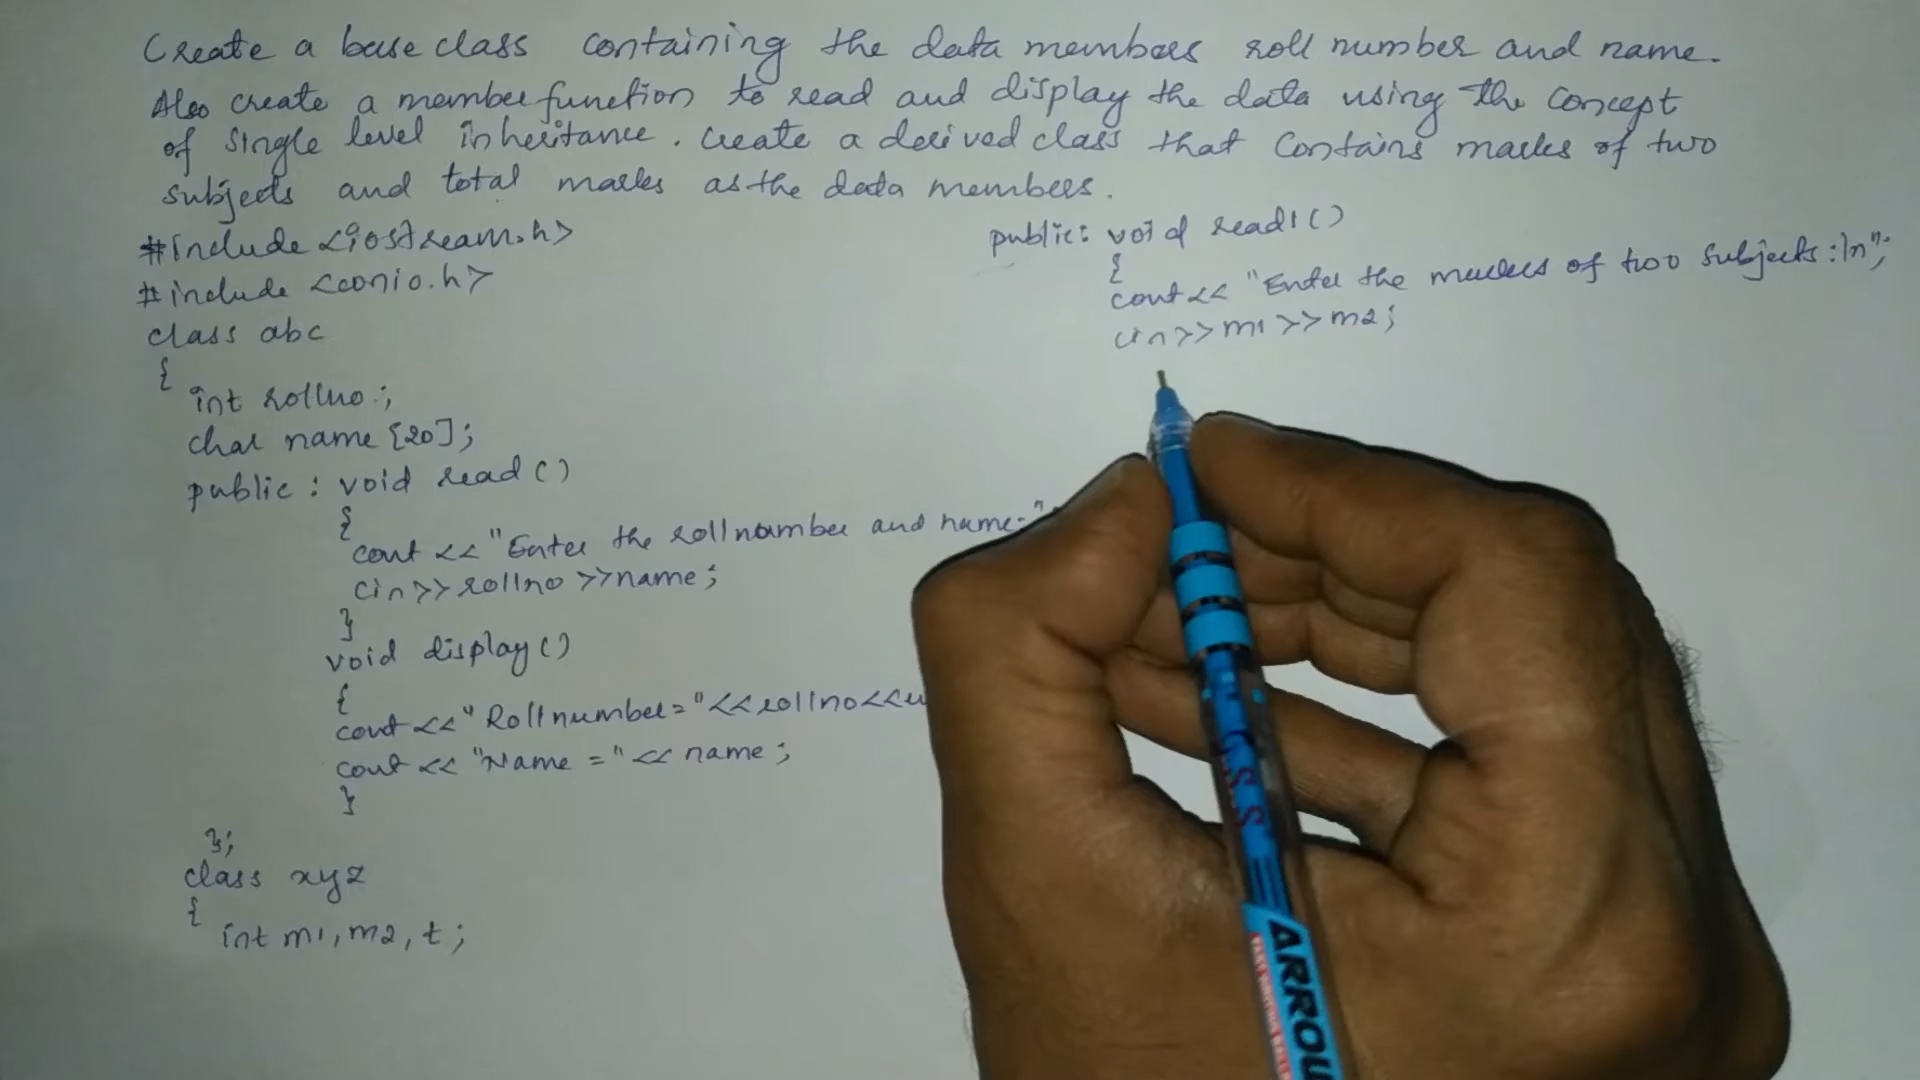 Create a base class containing the data members roll number and name.
Also create a member function to read and display the data using the concept
of single level inheritance. Create a derived class that contains marks of two
subjects and total marks as the data members.
#include <iostream.h>
#include <conio.h>
class abc
{
int rollno;
char name [20];
public : void read ()
{
cout << "Enter the rollnumber and name="
cin>>rollno >>name;
}
void display ()
{
cout <<" Rollnumber= "<<rollno<<
cout << "Name =" << name ;
}
};
class xyz
{
int m1, m2, t ;
public: void read1 ()
{
cout << "Enter the marks of two subjects :\n";
cin>>m1 >>m2;
ARROW